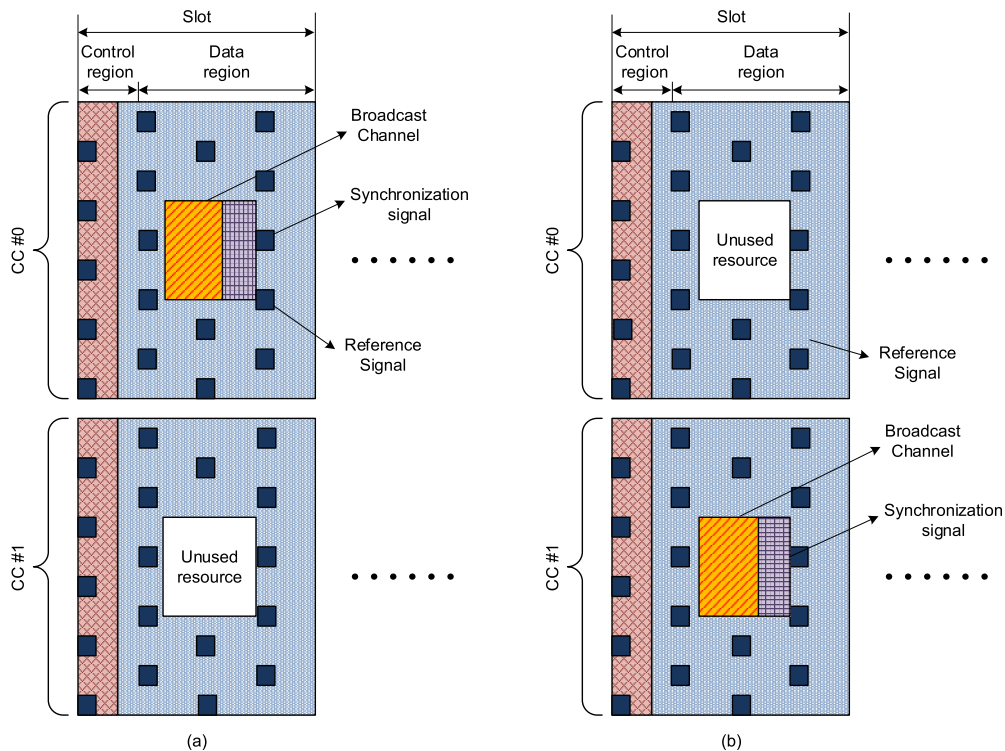 Slot
Control
region
Data
region
CC #0
Broadcast
Channel
Synchronization
signal
Reference
Signal
CC #1
Unused
resource
(a)
Slot
Control
region
Data
region
CC #0
Unused
resource
Reference
Signal
CC #1
Broadcast
Channel
Synchronization
signal
(b)